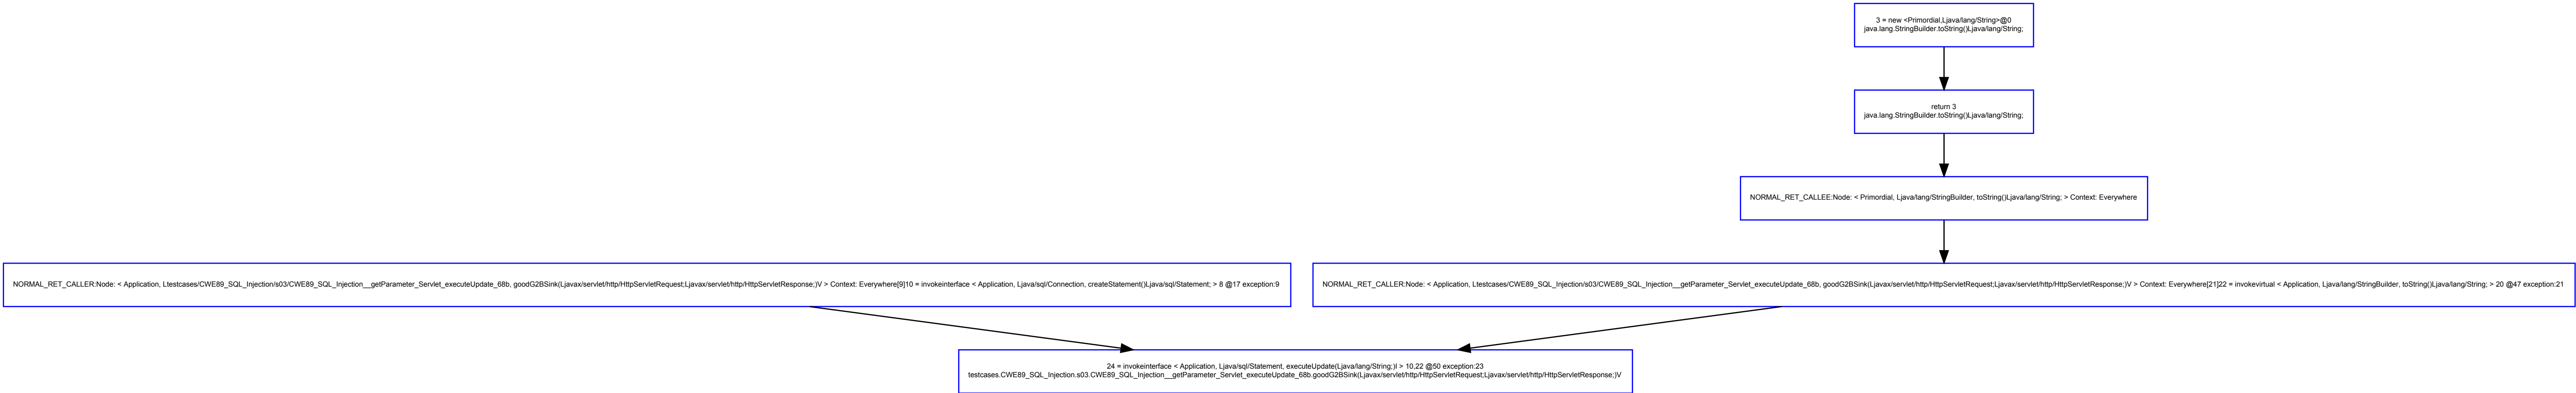 3 = new <Primordial,Ljava/lang/String>@0
java.lang.StringBuilder.toString()Ljava/lang/String;
return 3
java.lang.StringBuilder.toString()Ljava/lang/String;
NORMAL_RET_CALLEE:Node: < Primordial, Ljava/lang/StringBuilder, toString()Ljava/lang/String; > Context: Everywhere
NORMAL_RET_CALLER:Node: < Application, Ltestcases/CWE89_SQL_Injection/s03/CWE89_SQL_Injection__getParameter_Servlet_executeUpdate_68b, goodG2BSink(Ljavax/servlet/http/HttpServletRequest;Ljavax/servlet/http/HttpServletResponse;)V > Context: Everywhere[9]10 = invokeinterface < Application, Ljava/sql/Connection, createStatement()Ljava/sql/Statement; > 8 @17 exception:9
NORMAL_RET_CALLER:Node: < Application, Ltestcases/CWE89_SQL_Injection/s03/CWE89_SQL_Injection__getParameter_Servlet_executeUpdate_68b, goodG2BSink(Ljavax/servlet/http/HttpServletRequest;Ljavax/servlet/http/HttpServletResponse;)V > Context: Everywhere[21]22 = invokevirtual < Application, Ljava/lang/StringBuilder, toString()Ljava/lang/String; > 20 @47 exception:21
24 = invokeinterface < Application, Ljava/sql/Statement, executeUpdate(Ljava/lang/String;)I > 10,22 @50 exception:23
testcases.CWE89_SQL_Injection.s03.CWE89_SQL_Injection__getParameter_Servlet_executeUpdate_68b.goodG2BSink(Ljavax/servlet/http/HttpServletRequest;Ljavax/servlet/http/HttpServletResponse;)V